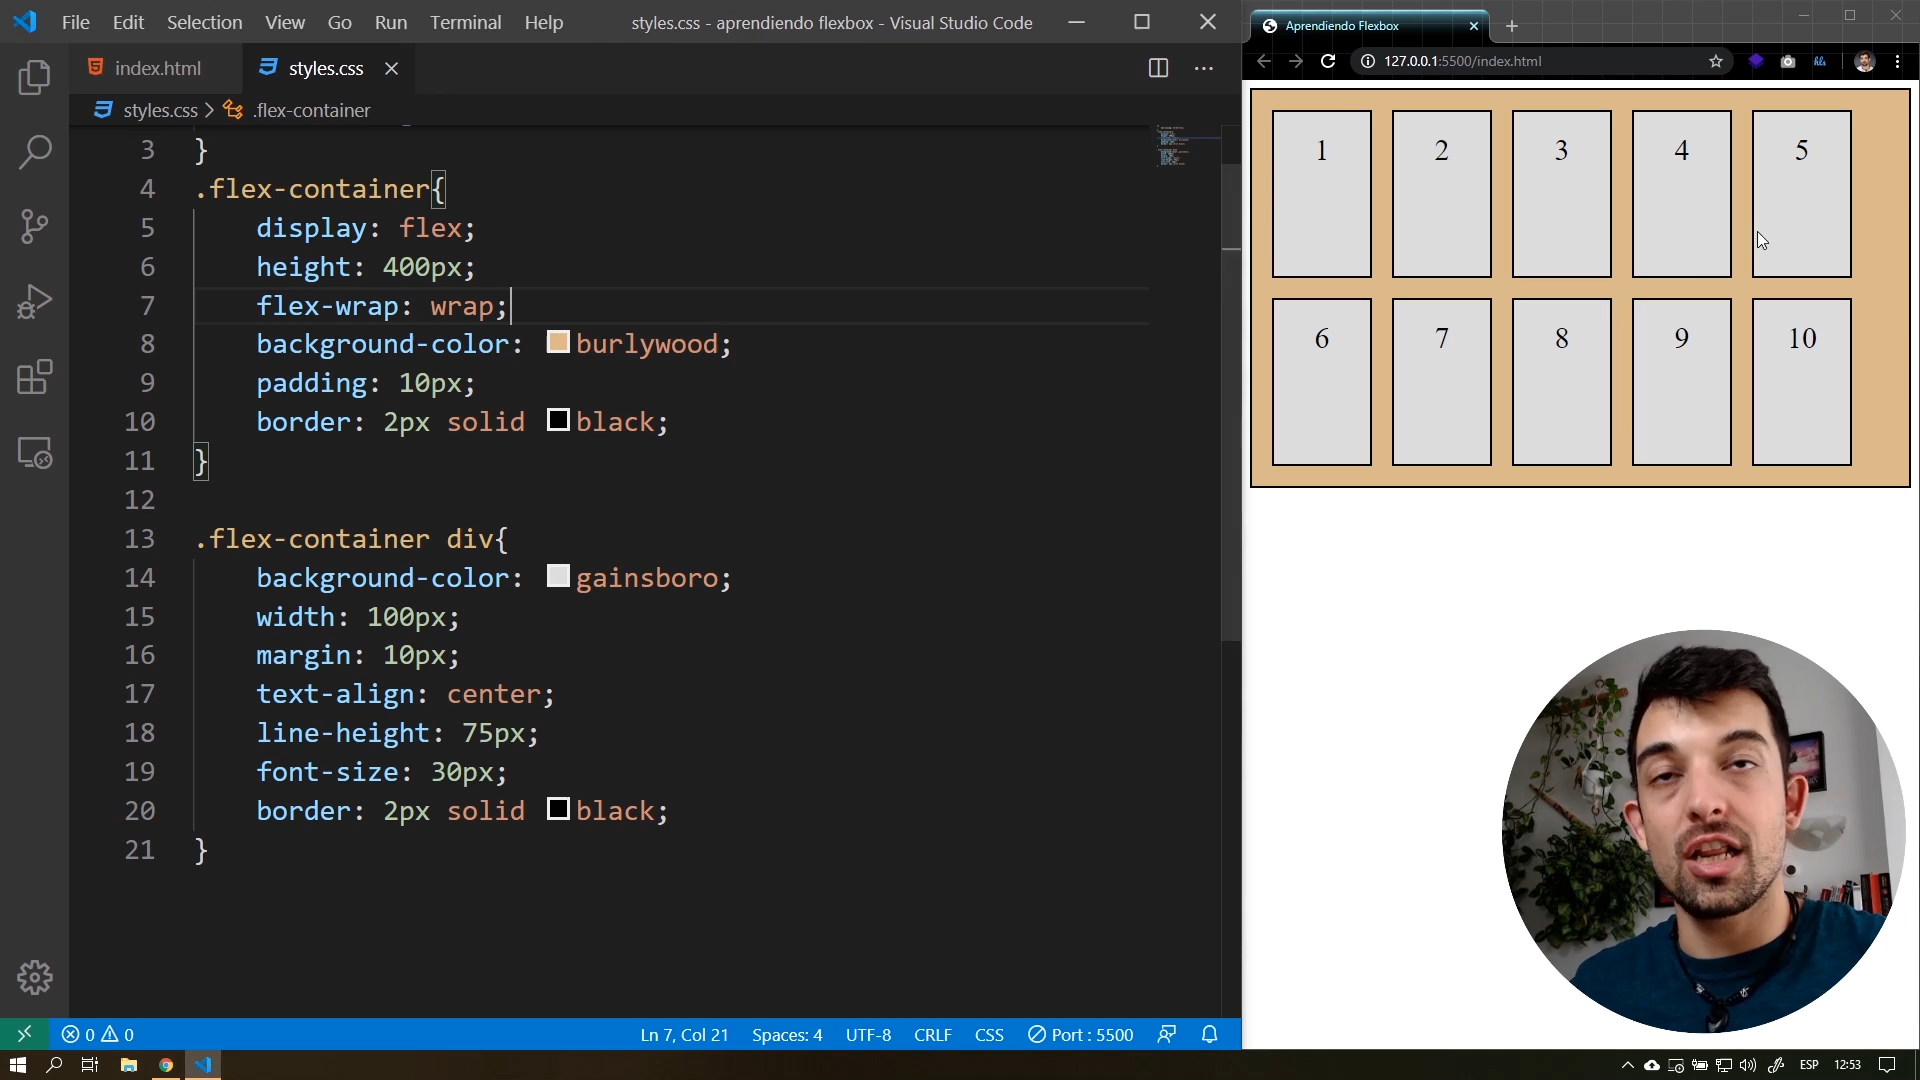 File Edit Selection View Go Run Terminal Help
styles.css - aprendiendo flexbox - Visual Studio Code
index.html
styles.css
styles.css > .flex-container
3 }
4 .flex-container{
5 display: flex;
6 height: 400px;
7 flex-wrap: wrap;
8 background-color: burlywood;
9 padding: 10px;
10 border: 2px solid black;
11 }
12
13 .flex-container div{
14 background-color: gainsboro;
15 width: 100px;
16 margin: 10px;
17 text-align: center;
18 line-height: 75px;
19 font-size: 30px;
20 border: 2px solid black;
21 }
0 0
Ln 7, Col 21 Spaces: 4 UTF-8 CRLF CSS Port : 5500
Aprendiendo Flexbox
127.0.0.1:5500/index.html
1 2 3 4 5
6 7 8 9 10
ESP 12:53